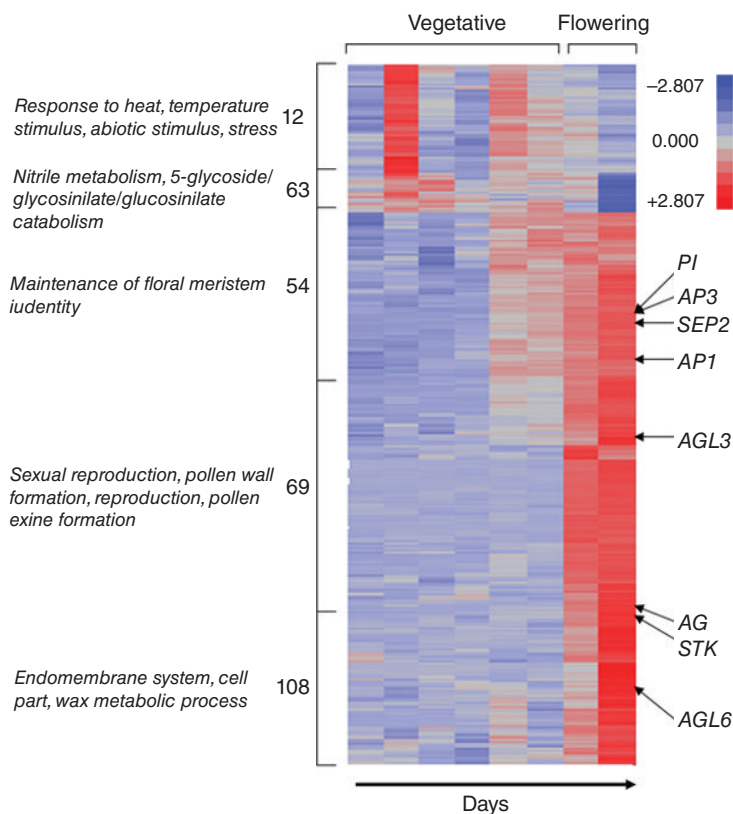 Vegetative
Flowering
−2.807
0.000
+2.807
Response to heat, temperature
stimulus, abiotic stimulus, stress
12
Nitrile metabolism, 5-glycoside/
glycosinilate/glucosinilate
catabolism
63
Maintenance of floral meristem
iudentity
54
Sexual reproduction, pollen wall
formation, reproduction, pollen
exine formation
69
Endomembrane system, cell
part, wax metabolic process
108
PI
AP3
SEP2
AP1
AGL3
AG
STK
AGL6
Days